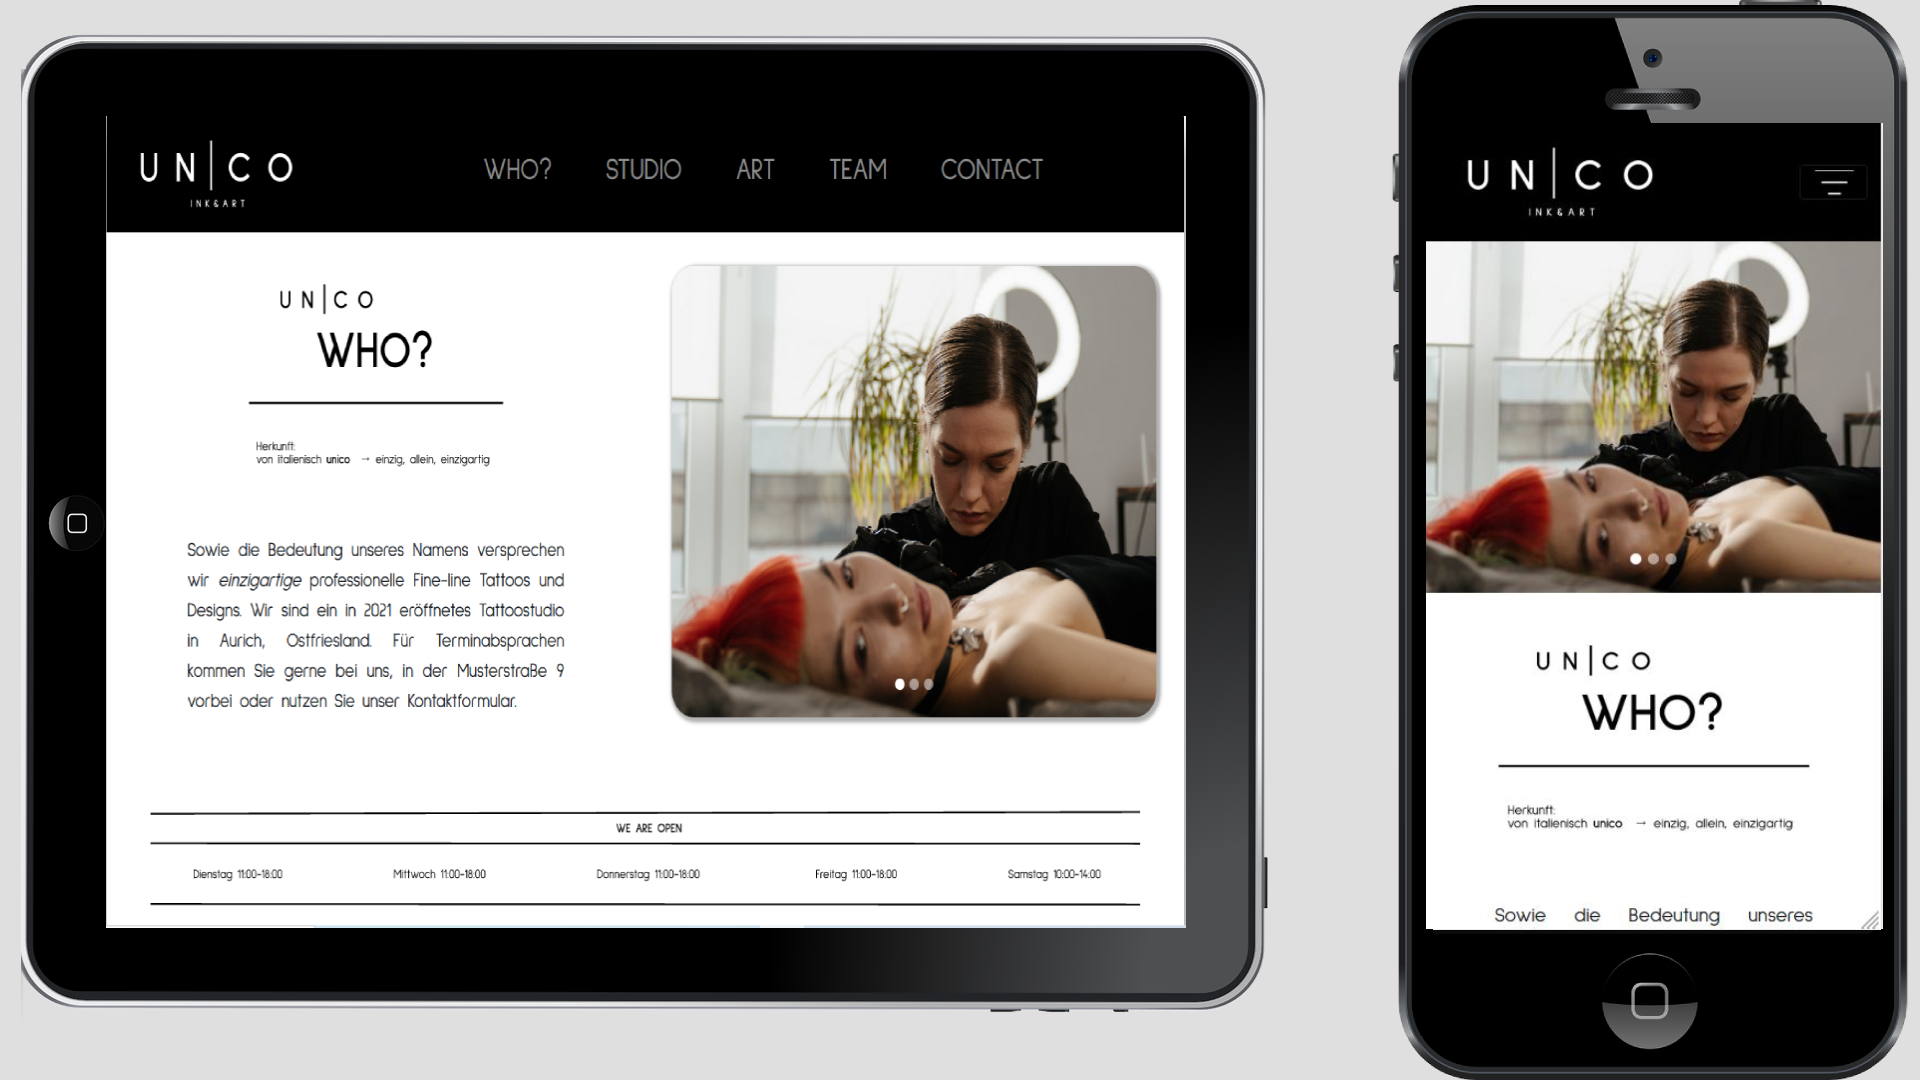 UN|CO
INK&ART
WHO? STUDIO ART TEAM CONTACT
UN|CO
WHO?
Herkunft:
von italienisch unico → einzig, allein, einzigartig
Sowie die Bedeutung unseres Namens versprechen
wir einzigartige professionelle Fine-line Tattoos und
Designs. Wir sind ein in 2021 eröffnetes Tattoostudio
in Aurich, Ostfriesland. Für Terminabsprachen
kommen Sie gerne bei uns, in der Musterstraße 9
vorbei oder nutzen Sie unser Kontaktformular.
WE ARE OPEN
Dienstag 11:00-18:00 Mittwoch 11:00-18:00 Donnerstag 11:00-18:00 Freitag 11:00-18:00 Samstag 10:00-14:00
UN|CO
INK&ART
UN|CO
WHO?
Herkunft:
von italienisch unico → einzig, allein, einzigartig
Sowie die Bedeutung unseres